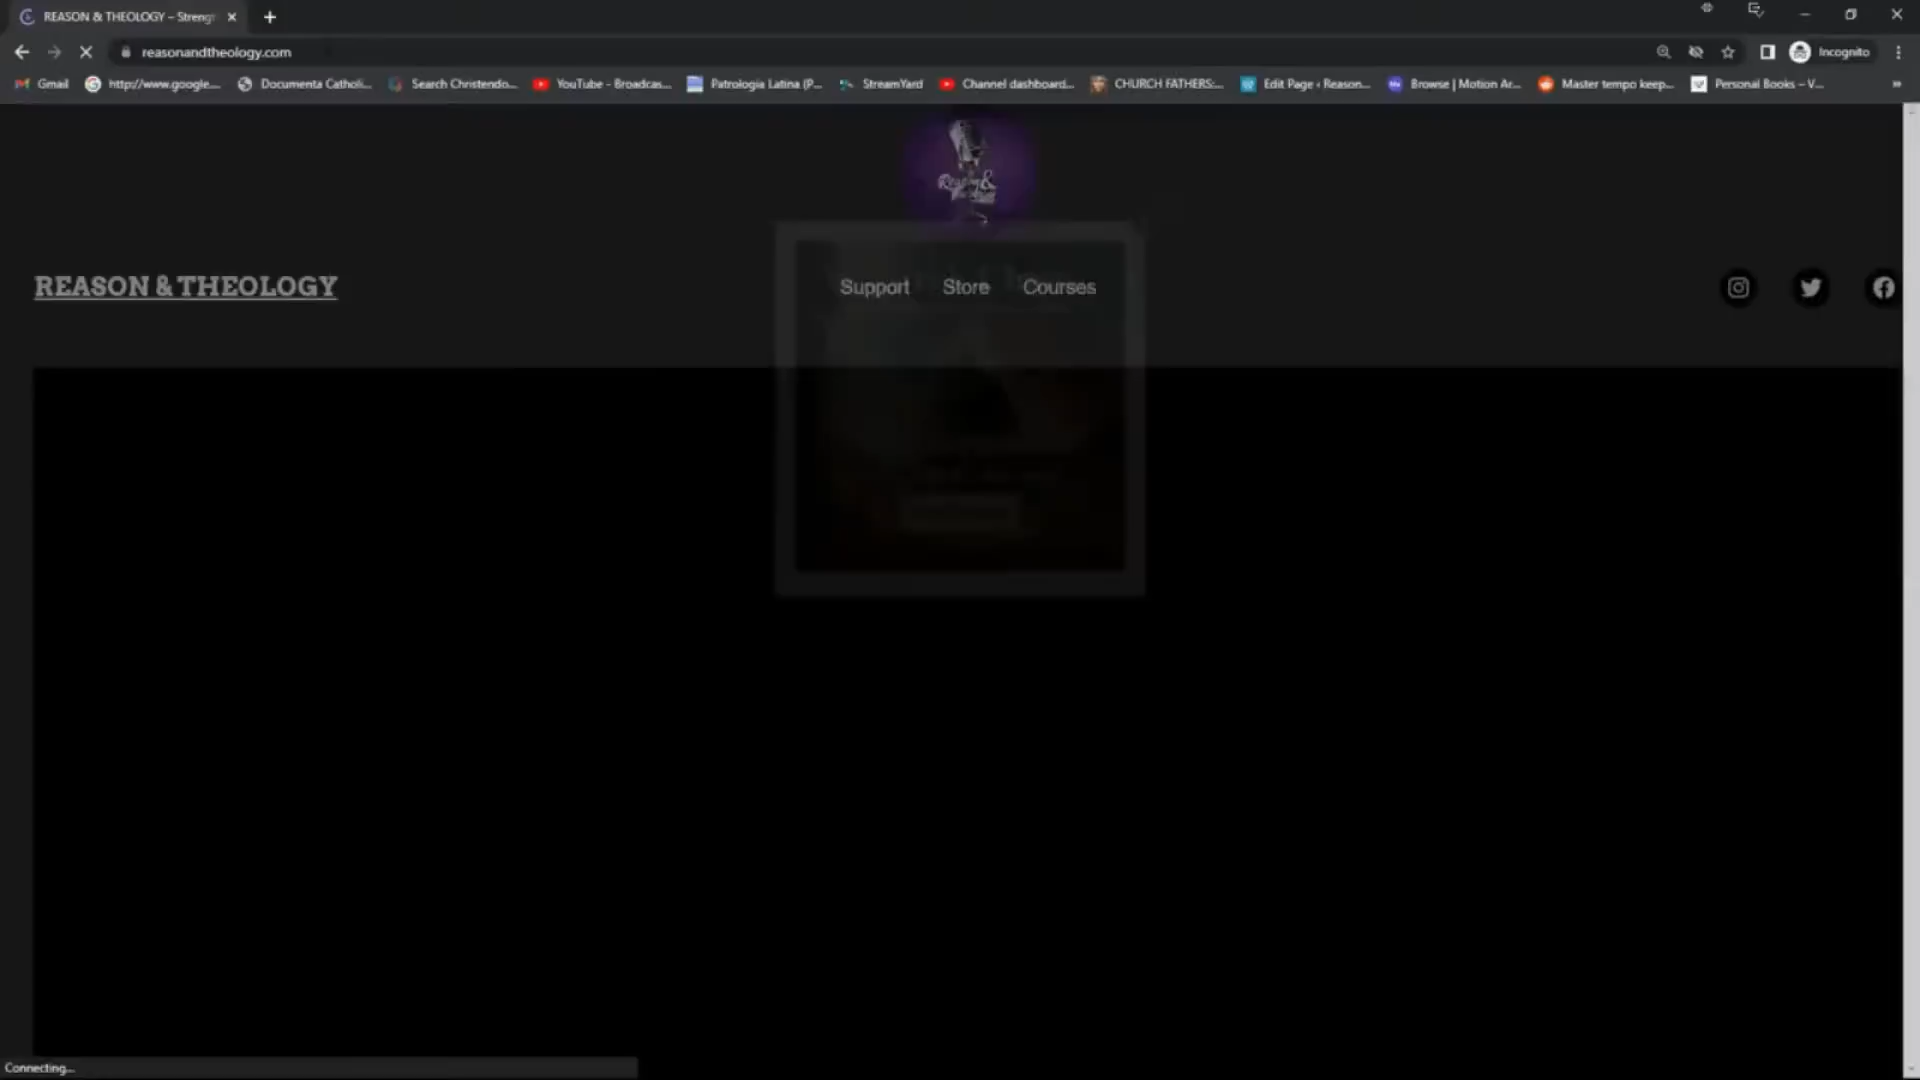 REASON & THEOLOGY – Streng
reasonandtheology.com
Incognito
Gmail
http://www.google....
Documenta Catholi...
Search Christendo...
YouTube - Broadcas...
Patrologia Latina (P...
StreamYard
Channel dashboard...
CHURCH FATHERS:...
Edit Page ‹ Reason...
Browse | Motion Ar...
Master tempo keep...
Personal Books – V...
Reason &
REASON & THEOLOGY
Support
Store
Courses
Connecting...